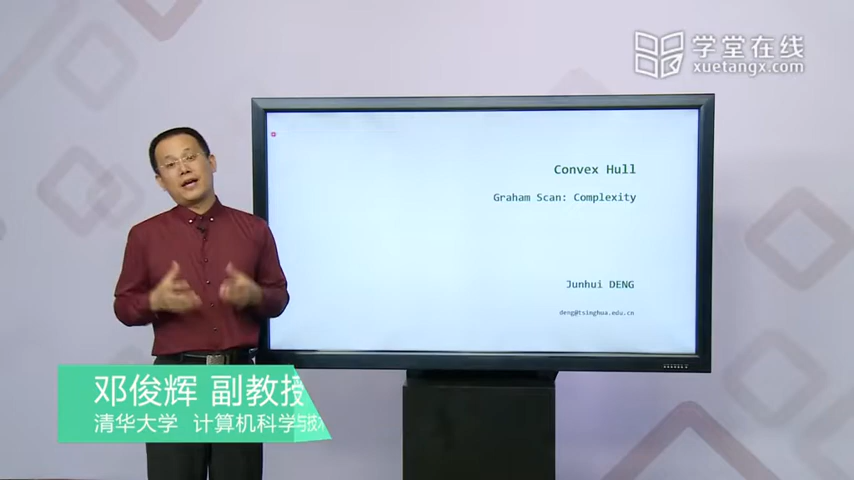 学堂在线
xuetangx.com
Convex Hull
Graham Scan: Complexity
Junhui DENG
deng@tsinghua.edu.cn
邓俊辉 副教授
清华大学 计算机科学与技